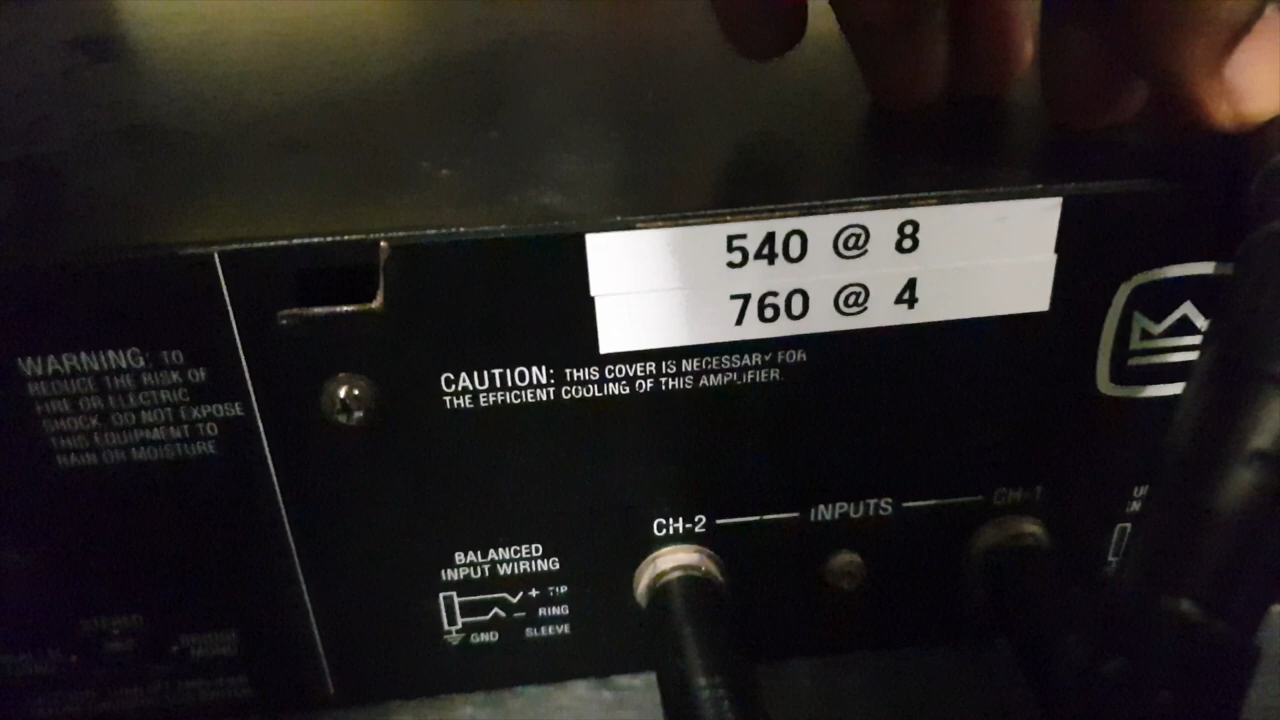 540 @ 8
760 @ 4
WARNING: TO
REDUCE THE RISK OF
FIRE OR ELECTRIC
SHOCK, DO NOT EXPOSE
THIS EQUIPMENT TO
RAIN OR MOISTURE
CAUTION: THIS COVER IS NECESSARY FOR
THE EFFICIENT COOLING OF THIS AMPLIFIER.
CH-2
INPUTS
CH-1
BALANCED
INPUT WIRING
+ TIP
– RING
GND SLEEVE
STEREO
BRIDGE
MONO